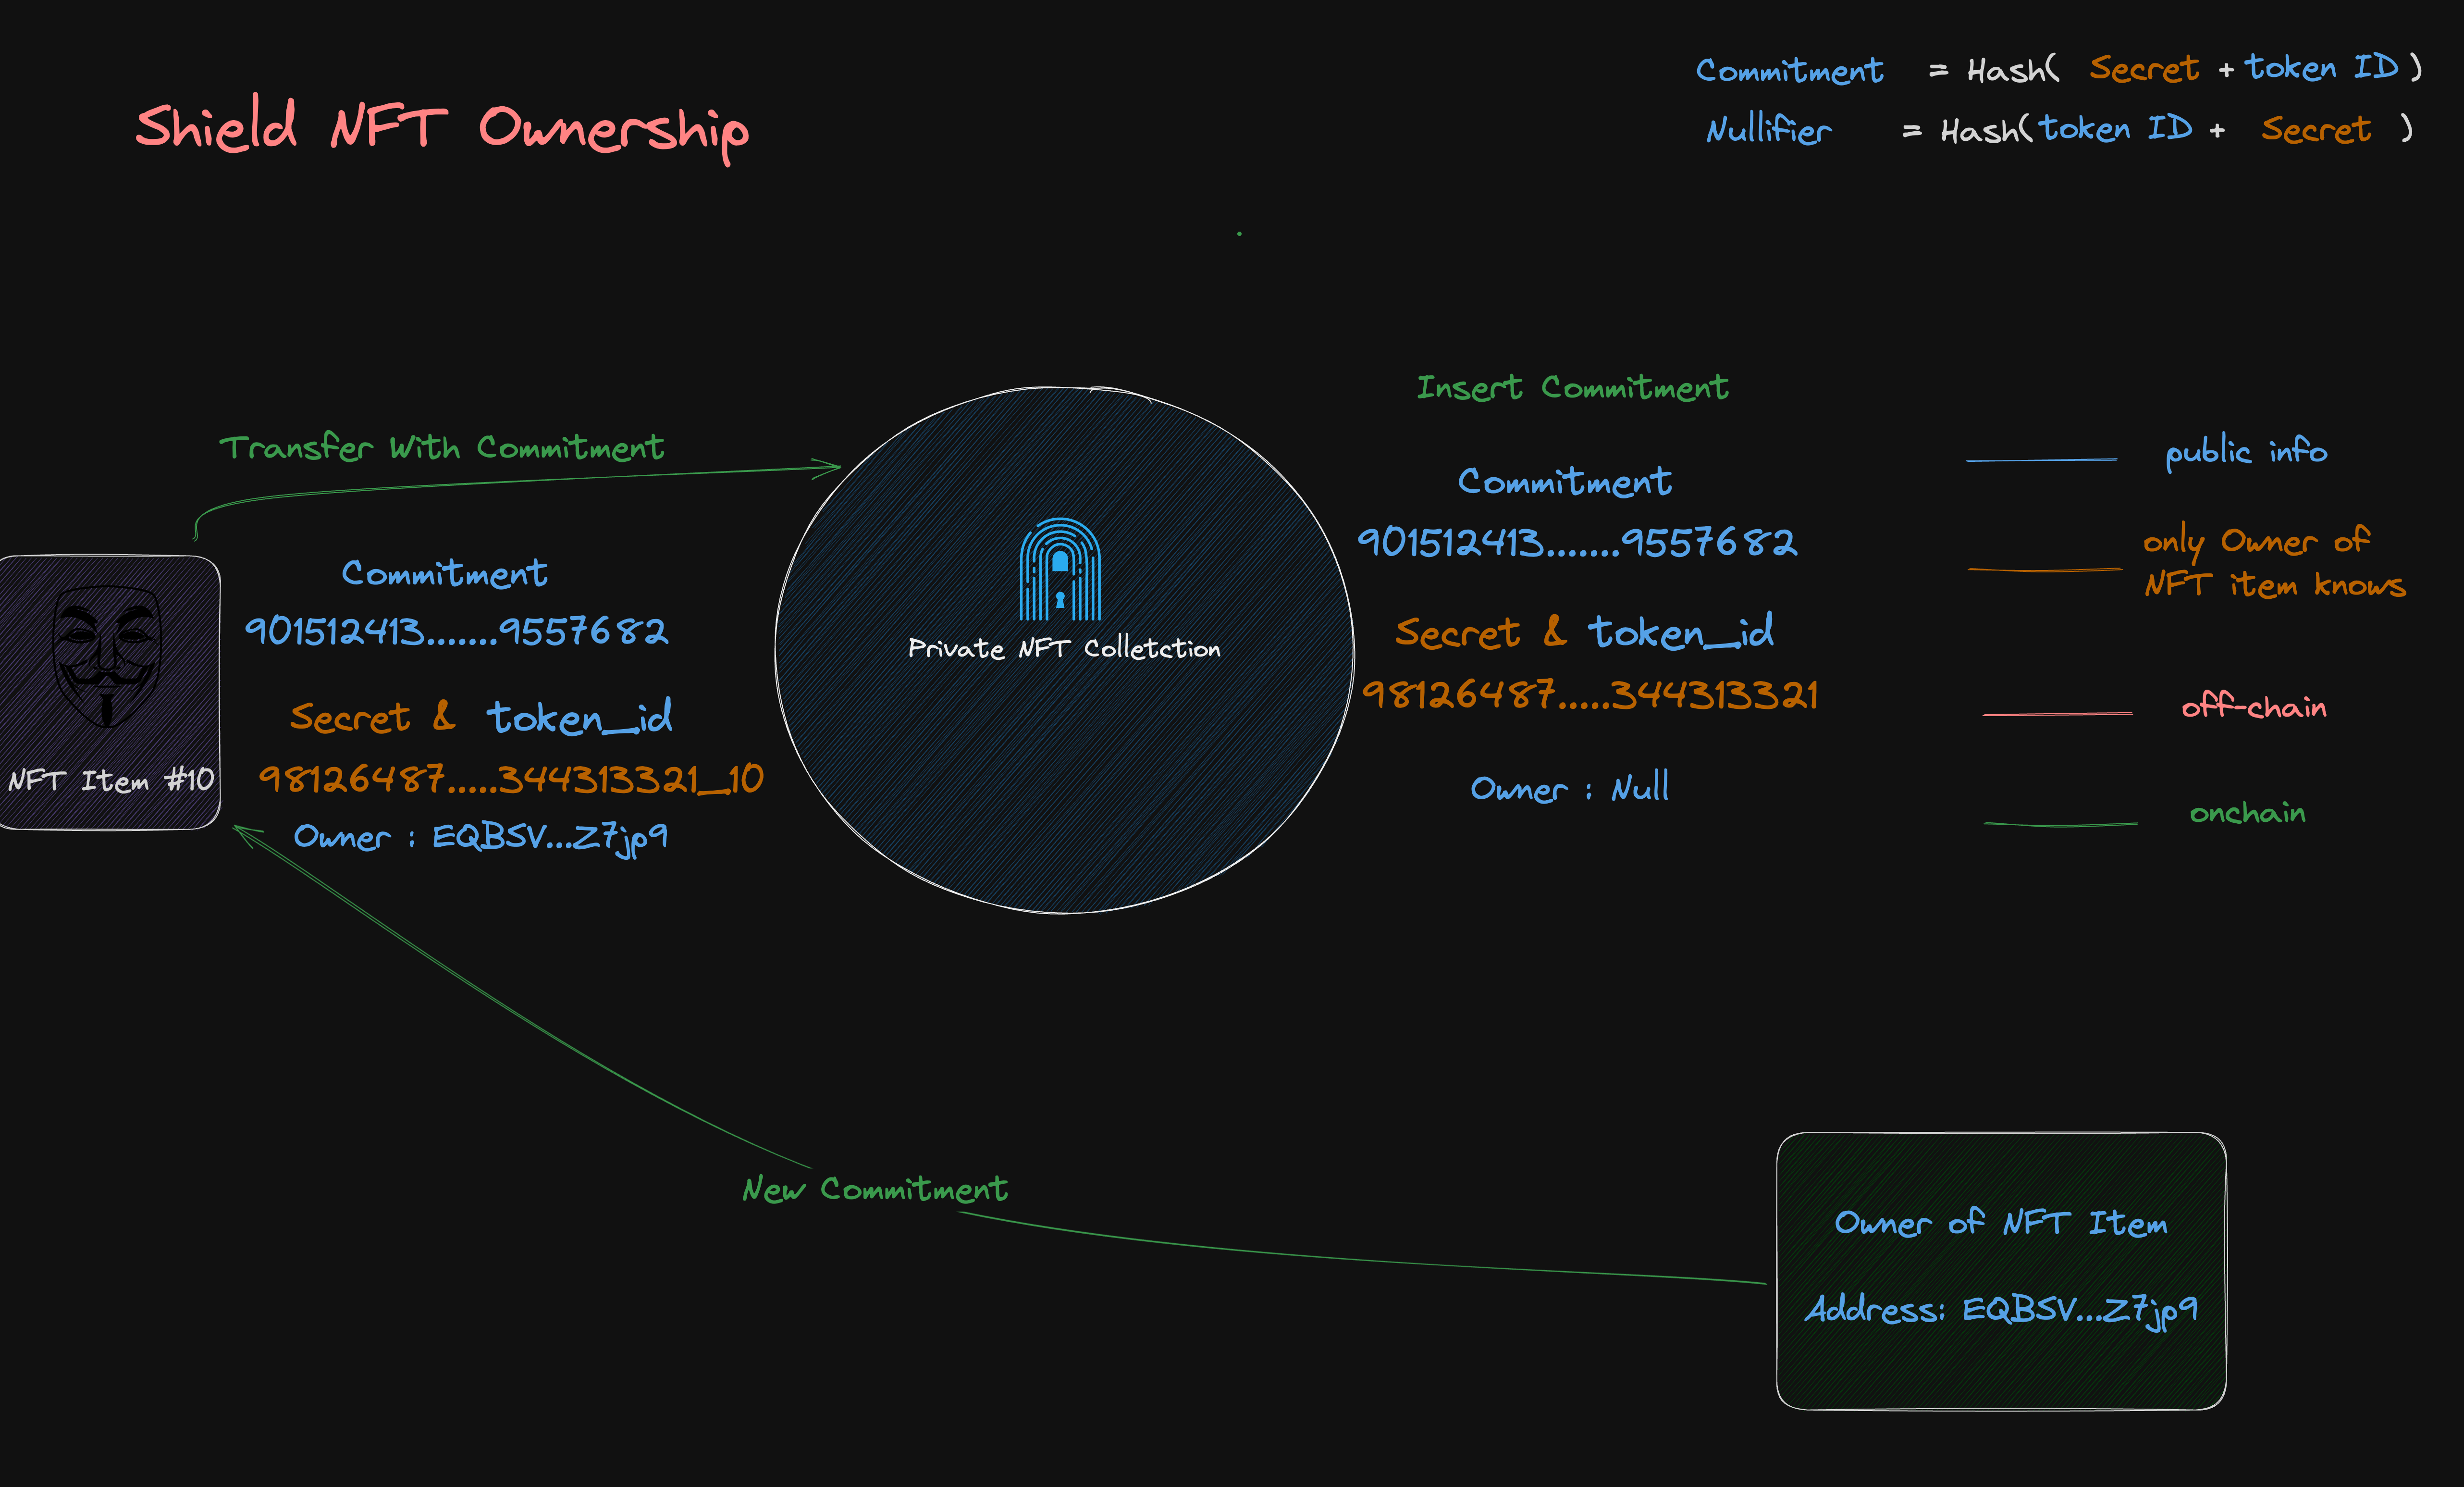 Shield NFT Ownership
Commitment = Hash( Secret + token ID )
Nullifier = Hash( token ID + Secret )
Transfer With Commitment
Commitment
901512413.......9557682
Secret & token_id
98126487.....344313321_10
Owner : EQBSV...Z7jp9
NFT Item #10
Private NFT Colletction
Insert Commitment
Commitment
901512413.......9557682
Secret & token_id
98126487.....344313321
Owner : Null
public info
only Owner of
NFT item knows
off-chain
onchain
New Commitment
Owner of NFT Item
Address: EQBSV...Z7jp9